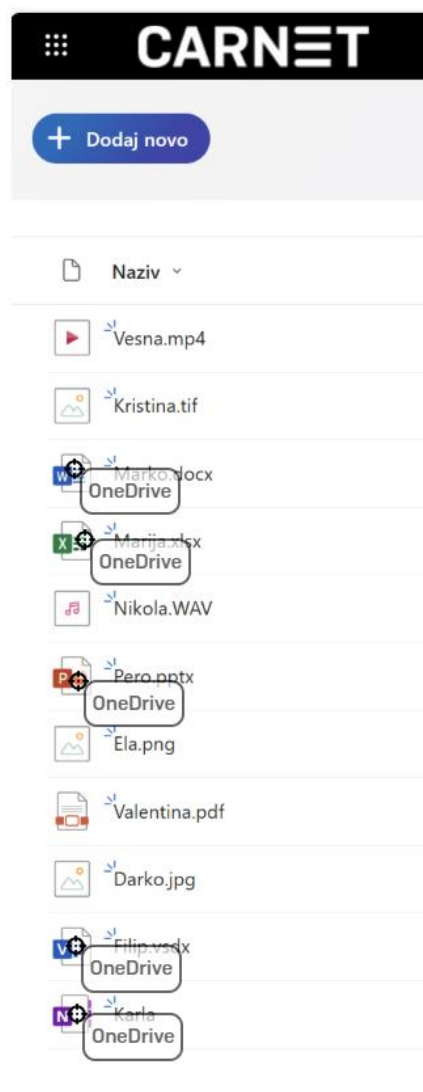 CARNET
Dodaj novo
Naziv
Vesna.mp4
Kristina.tif
Marko.docx
OneDrive
Marija.xlsx
OneDrive
Nikola.WAV
Pero.pptx
OneDrive
Ela.png
Valentina.pdf
Darko.jpg
Filip.vsdx
OneDrive
Karla
OneDrive